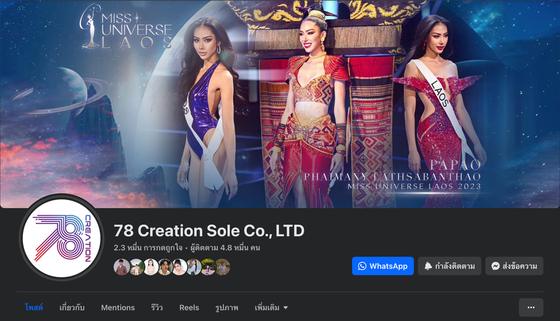 MISS
UNIVERSE
LAOS
LAOS
PAPAO
PHAIMANY LATHSABANTHAO
MISS UNIVERSE LAOS 2023
78
CREATION
78 Creation Sole Co., LTD
2.3 หมื่น การกดถูกใจ • ผู้ติดตาม 4.8 หมื่น คน
WhatsApp
กำลังติดตาม
ส่งข้อความ
โพสต์ เกี่ยวกับ Mentions รีวิว Reels รูปภาพ เพิ่มเติม